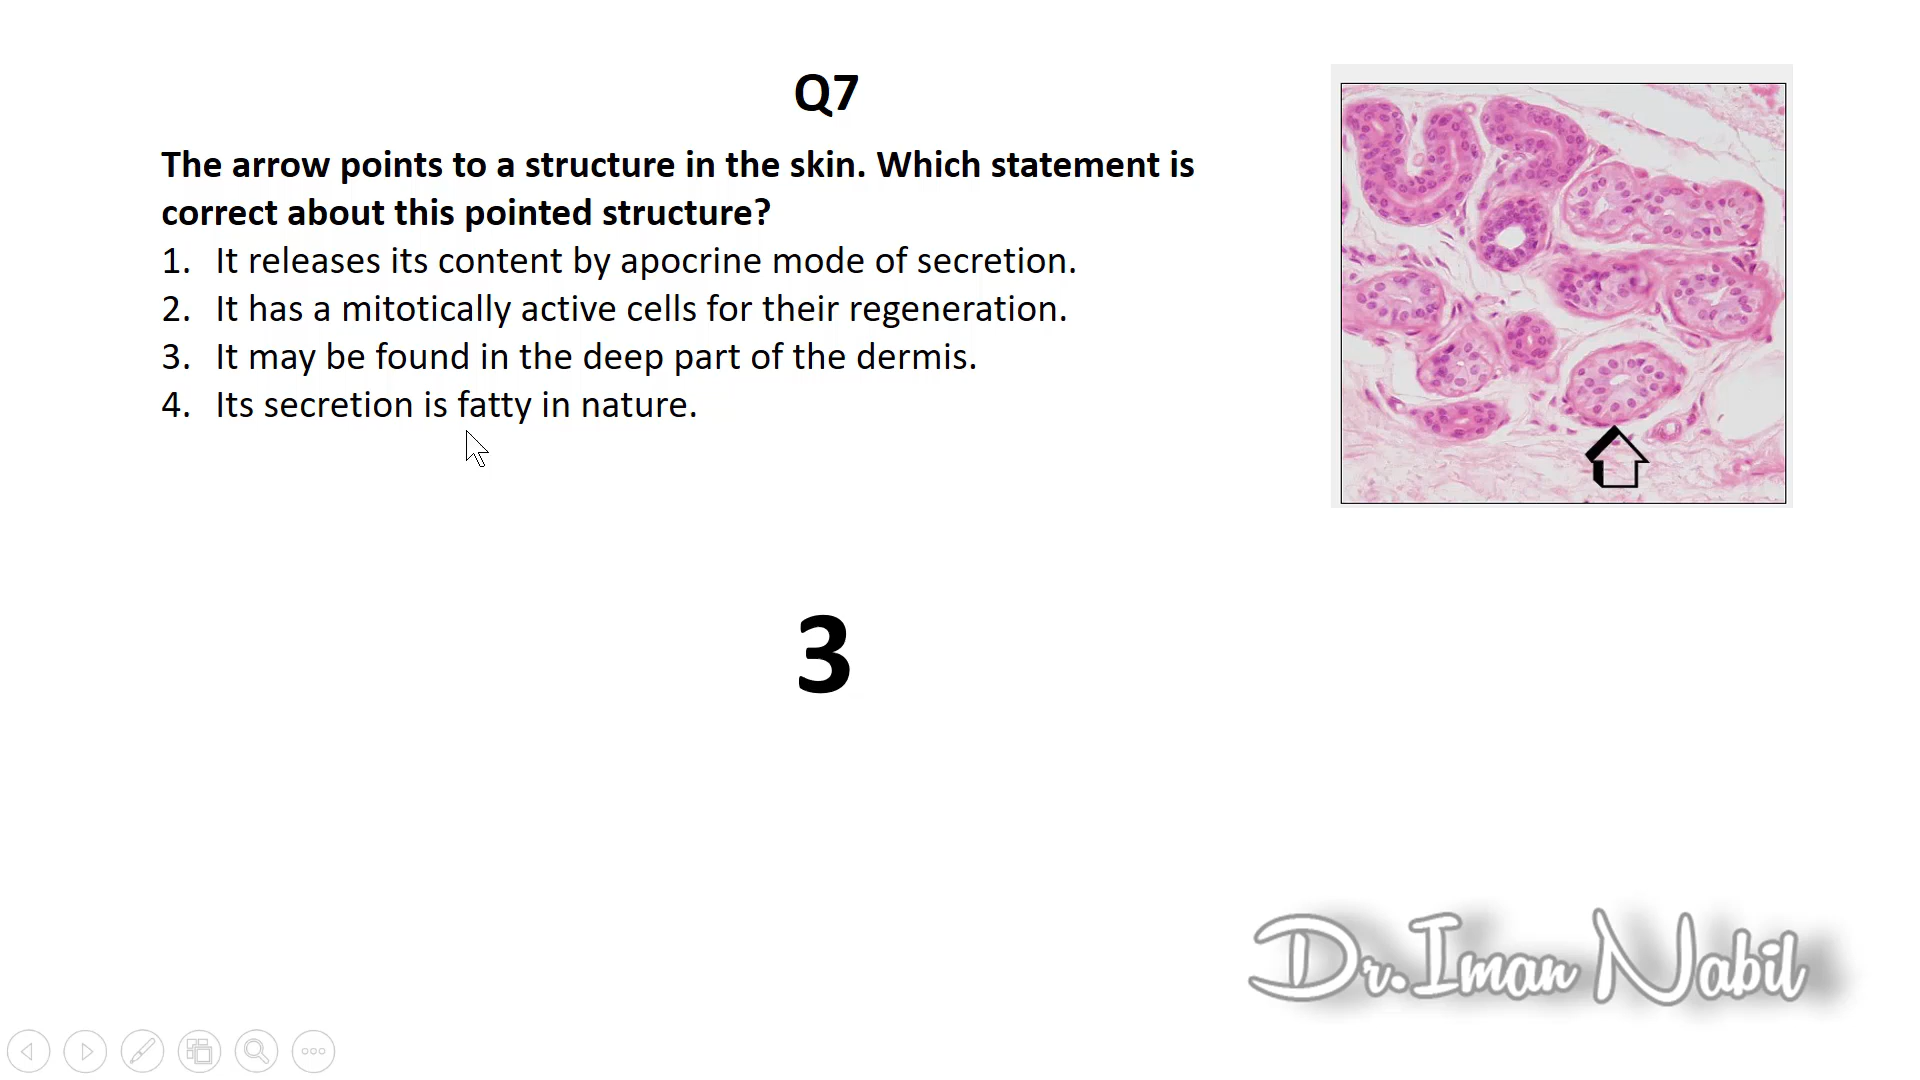 Q7
The arrow points to a structure in the skin. Which statement is
correct about this pointed structure?
1. It releases its content by apocrine mode of secretion.
2. It has a mitotically active cells for their regeneration.
3. It may be found in the deep part of the dermis.
4. Its secretion is fatty in nature.
3
Dr.Iman Nabil